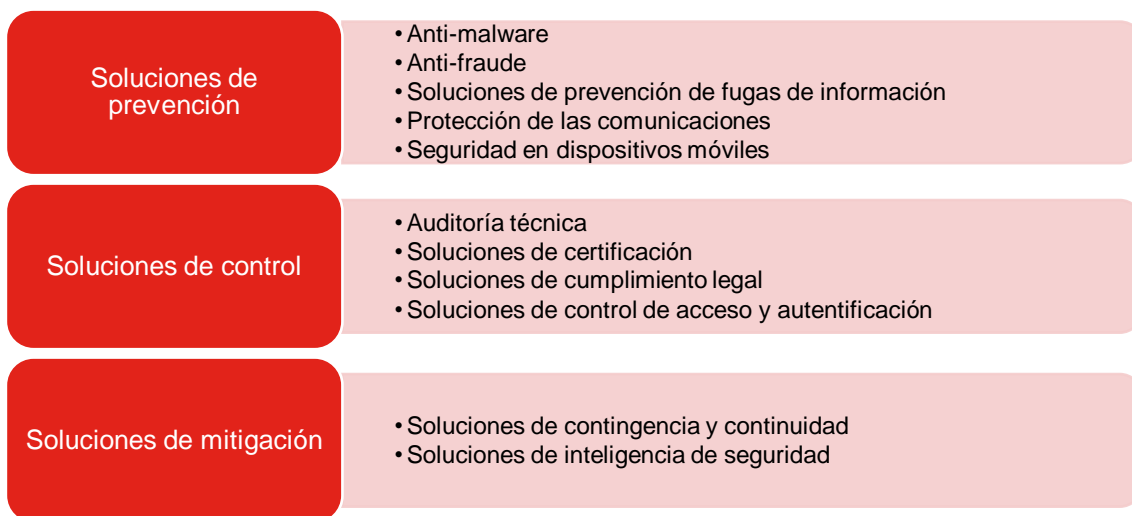 Soluciones de
prevención
• Anti-malware
• Anti-fraude
• Soluciones de prevención de fugas de información
• Protección de las comunicaciones
• Seguridad en dispositivos móviles
Soluciones de control
• Auditoría técnica
• Soluciones de certificación
• Soluciones de cumplimiento legal
• Soluciones de control de acceso y autentificación
Soluciones de mitigación
• Soluciones de contingencia y continuidad
• Soluciones de inteligencia de seguridad